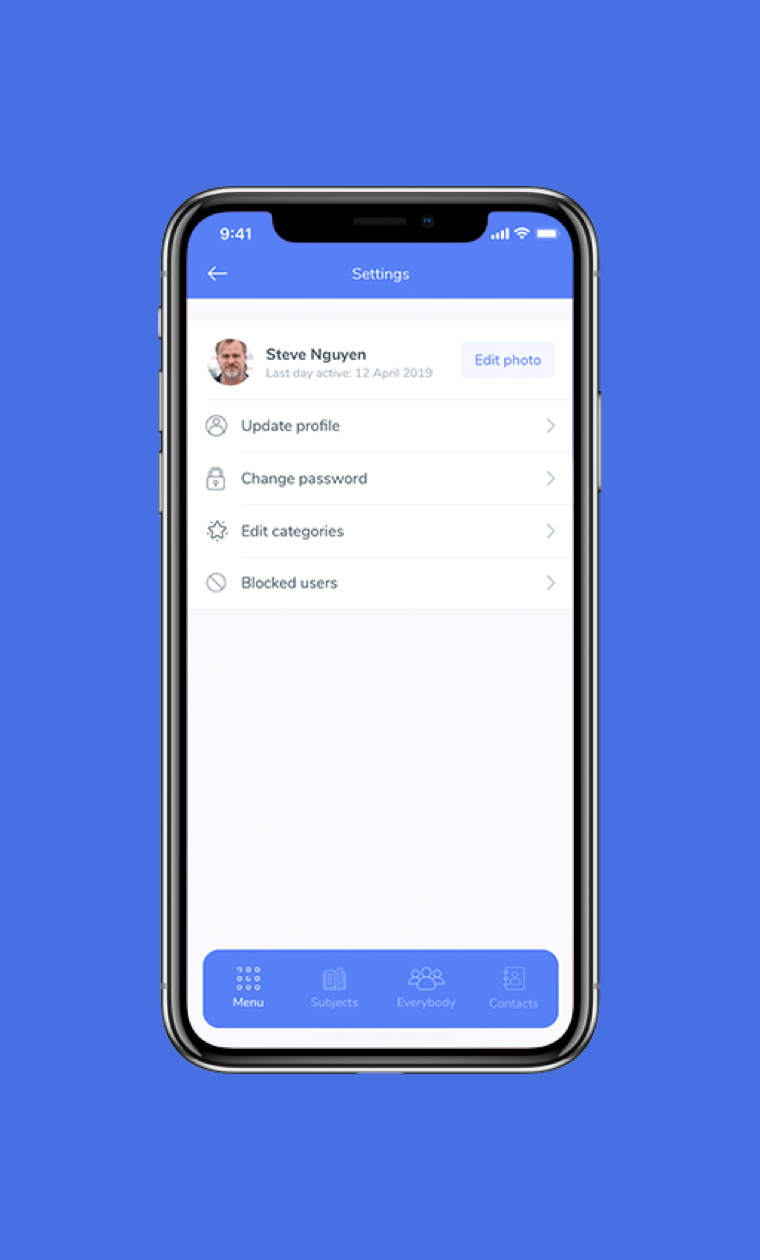 9:41
Settings
Steve Nguyen
Last day active: 12 April 2019
Edit photo
Update profile
Change password
Edit categories
Blocked users
Menu
Subjects
Everybody
Contacts